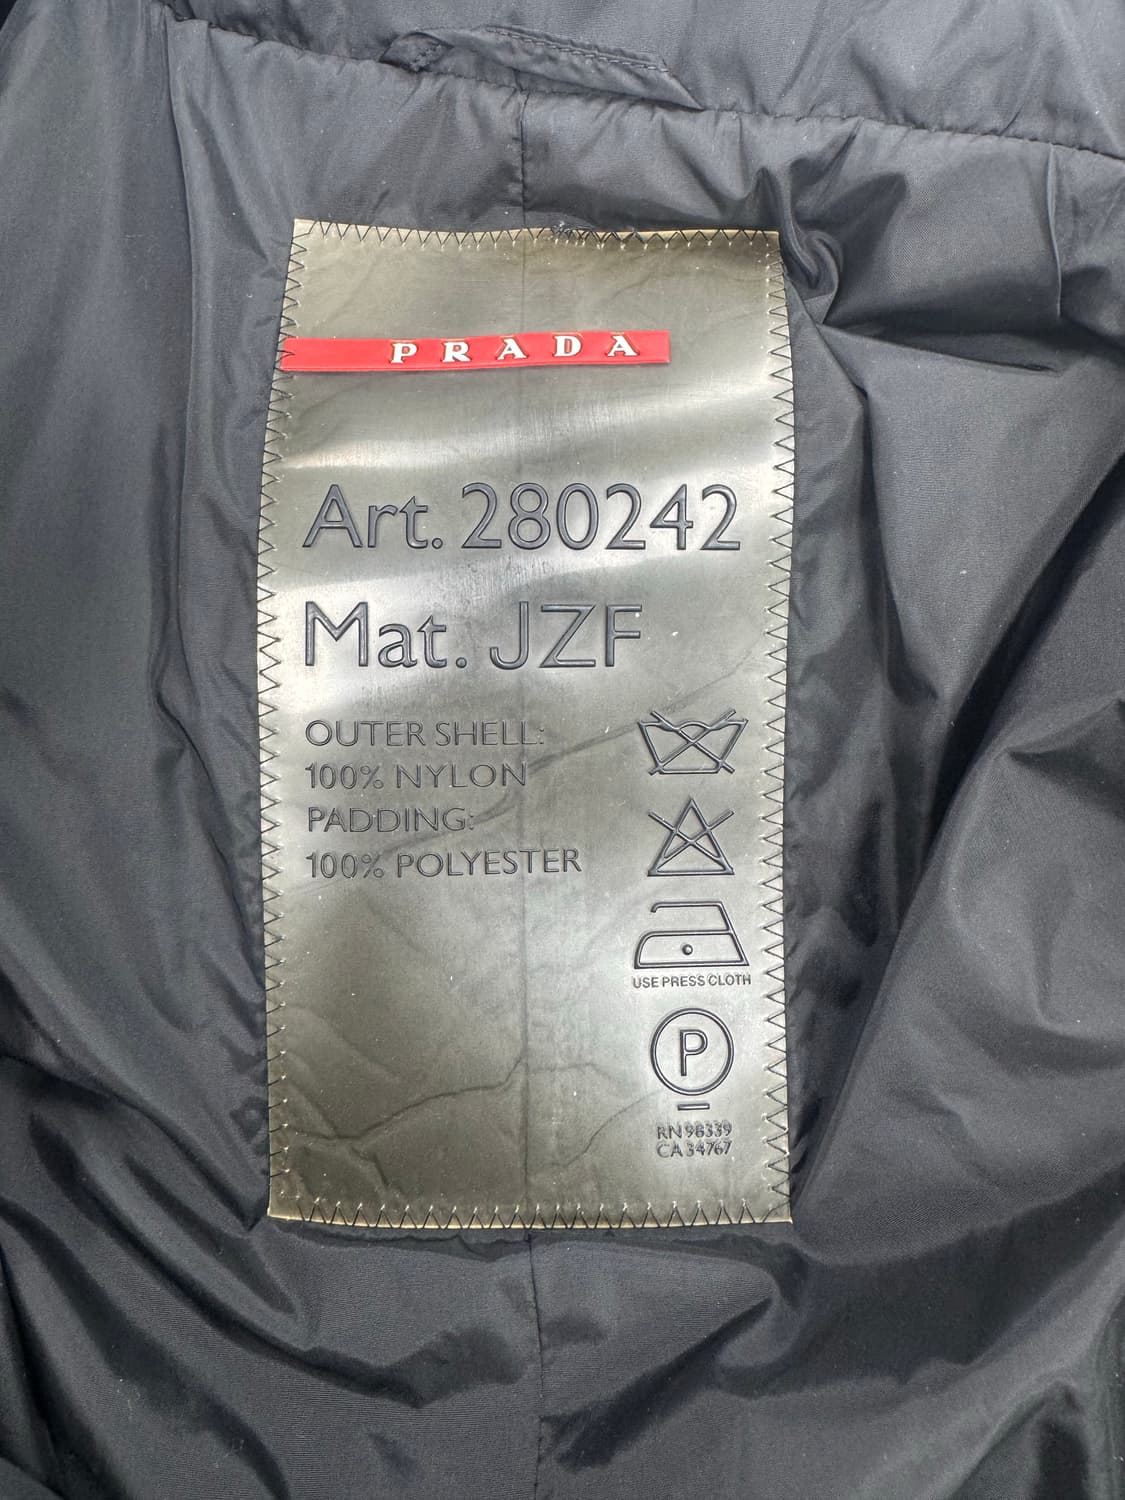 PRADA
Art. 280242
Mat. JZF
OUTER SHELL:
100% NYLON
PADDING:
100% POLYESTER
USE PRESS CLOTH
P
RN 98339
CA 34767